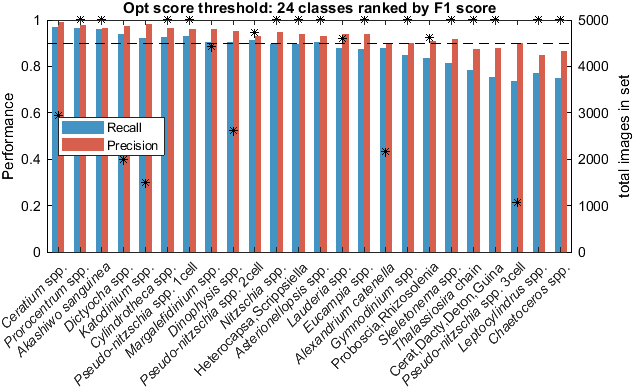 Opt score threshold: 24 classes ranked by F1 score
Performance
1
0.8
0.6
0.4
0.2
0
Recall
Precision
5000
4000
3000
2000
1000
0
total images in set
Ceratium spp.
Prorocentrum spp.
Akashiwo sanguinea
Dictyocha spp.
Katodinium spp.
Cylindrotheca spp.
Pseudo-nitzschia spp. 1cell
Margalefidinium spp.
Dinophysis spp.
Pseudo-nitzschia spp. 2cell
Nitzschia spp.
Heterocapsa,Scrippsiella
Asterionellopsis spp.
Lauderia spp.
Eucampia spp.
Alexandrium catenella
Gymnodinium spp.
Proboscia,Rhizosolenia
Skeletonema spp.
Thalassiosira chain
Cerat,Dacty,Deton,Guina
Pseudo-nitzschia spp. 3cell
Leptocylindrus spp.
Chaetoceros spp.